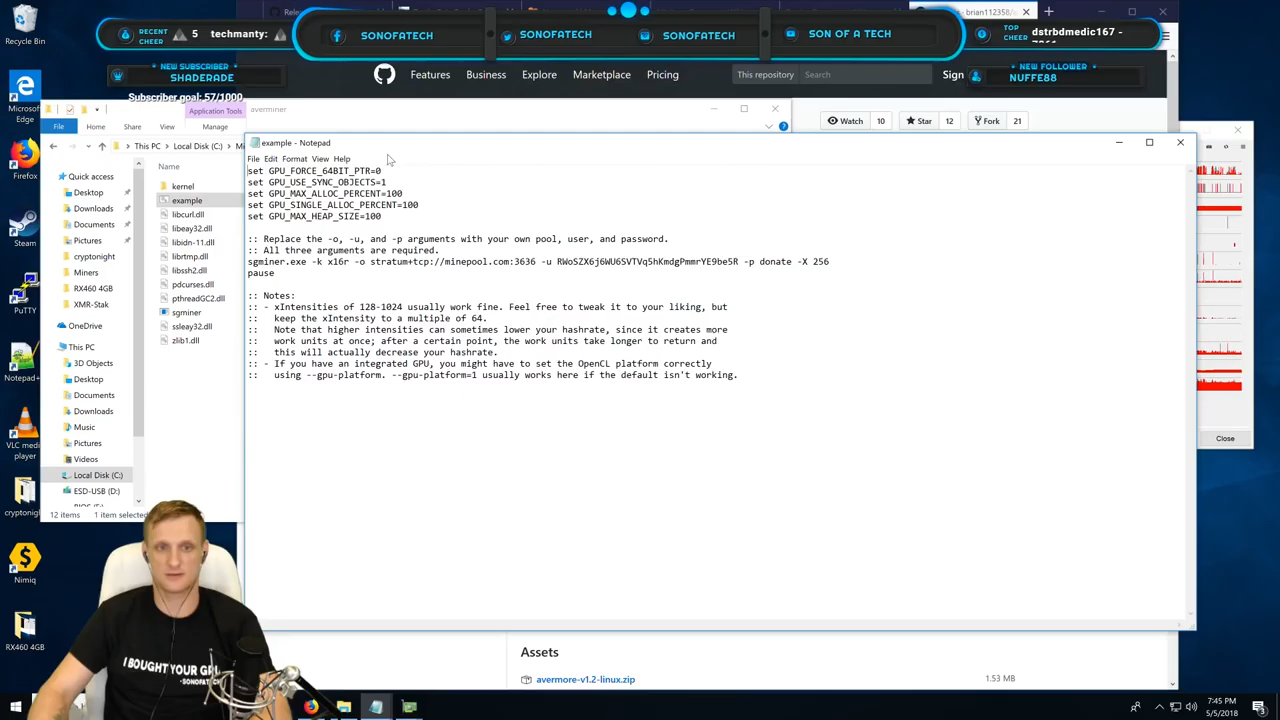 Recycle Bin
RECENT CHEER
5 techmanty:
SONOFATECH
SONOFATECH
SONOFATECH
SON OF A TECH
TOP CHEER
dstrbdmedic167 -
- brian112358/
NEW SUBSCRIBER
SHADERADE
NEW FOLLOWER
NUFFE88
Features
Business
Explore
Marketplace
Pricing
This repository
Search
Sign
Subscriber goal: 57/1000
Microsoft Edge
Application Tools
averminer
File
Home
Share
View
Manage
Watch
10
Star
12
Fork
21
This PC
Local Disk (C:)
example - Notepad
File Edit Format View Help
Name
Quick access
Desktop
Downloads
Documents
Pictures
cryptonight
Miners
RX460 4GB
XMR-Stak
OneDrive
This PC
3D Objects
Desktop
Documents
Downloads
Music
Pictures
Videos
Local Disk (C:)
ESD-USB (D:)
kernel
example
libcurl.dll
libeay32.dll
libidn-11.dll
librtmp.dll
libssh2.dll
pdcurses.dll
pthreadGC2.dll
sgminer
ssleay32.dll
zlib1.dll
set GPU_FORCE_64BIT_PTR=0
set GPU_USE_SYNC_OBJECTS=1
set GPU_MAX_ALLOC_PERCENT=100
set GPU_SINGLE_ALLOC_PERCENT=100
set GPU_MAX_HEAP_SIZE=100
:: Replace the -o, -u, and -p arguments with your own pool, user, and password.
:: All three arguments are required.
sgminer.exe -k x16r -o stratum+tcp://minepool.com:3636 -u RWoSZX6j6WU6SVTVq5hKmdgPmmrYE9be5R -p donate -X 256
pause
:: Notes:
:: - xIntensities of 128-1024 usually work fine. Feel free to tweak it to your liking, but
:: keep the xIntensity to a multiple of 64.
:: Note that higher intensities can sometimes lower your hashrate, since it creates more
:: work units at once; after a certain point, the work units take longer to return and
:: this will actually decrease your hashrate.
:: - If you have an integrated GPU, you might have to set the OpenCL platform correctly
:: using --gpu-platform. --gpu-platform=1 usually works here if the default isn't working.
Firefox
Steam
PuTTY
Notepad+
VLC media player
cryptonig
Nimiq
RX460 4GB
12 items
1 item selected
Close
I BOUGHT YOUR GPU
-SONOFATECH
Assets
avermore-v1.2-linux.zip
1.53 MB
7:45 PM
5/5/2018
3